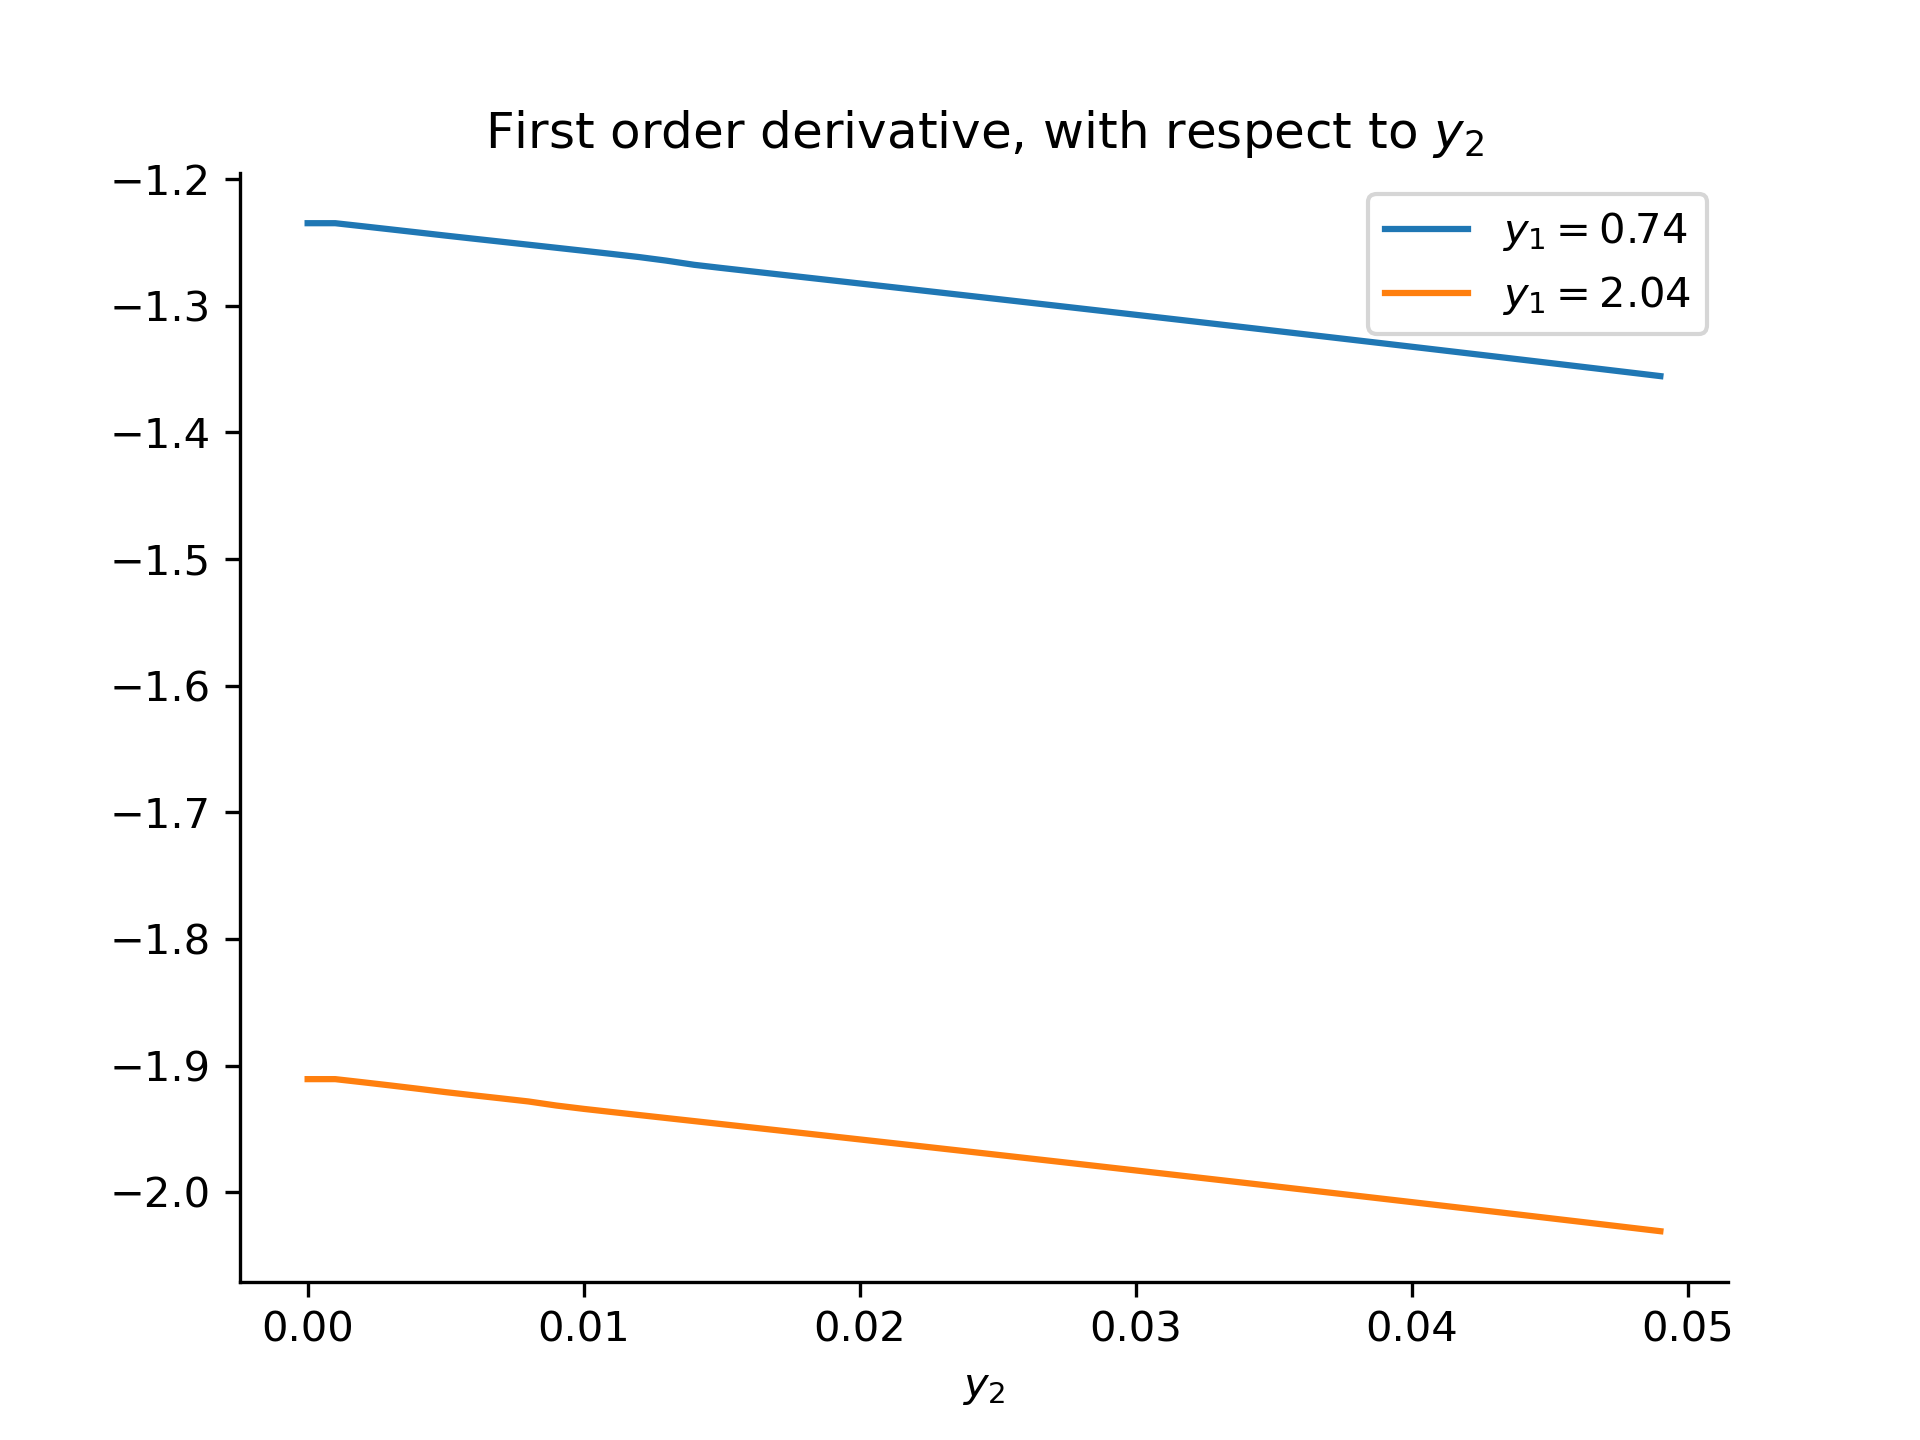 First order derivative, with respect to y₂
−1.2
−1.3
−1.4
−1.5
−1.6
−1.7
−1.8
−1.9
−2.0
y₁ = 0.74
y₁ = 2.04
0.00 0.01 0.02 0.03 0.04 0.05
y₂